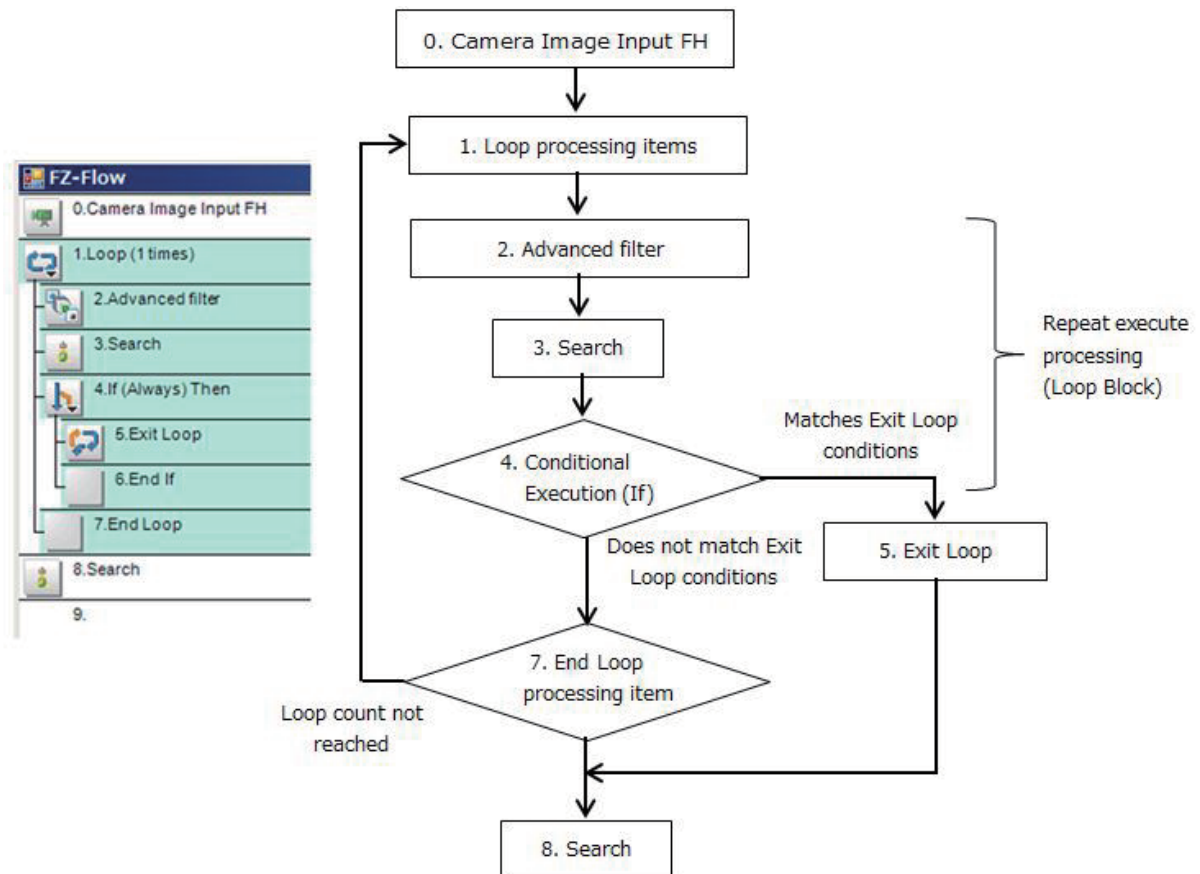 FZ-Flow
0.Camera Image Input FH
1.Loop (1 times)
2.Advanced filter
3.Search
4.If (Always) Then
5.Exit Loop
6.End If
7.End Loop
8.Search
9.
0. Camera Image Input FH
1. Loop processing items
2. Advanced filter
3. Search
4. Conditional
Execution (If)
Matches Exit Loop
conditions
Does not match Exit
Loop conditions
5. Exit Loop
7. End Loop
processing item
Loop count not
reached
8. Search
Repeat execute
processing
(Loop Block)